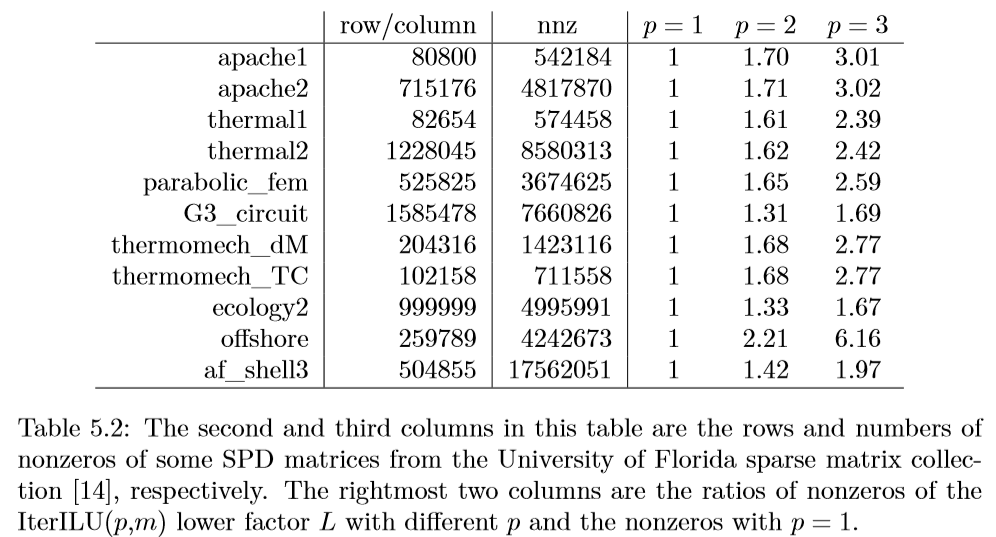 row/column nnz p = 1 p = 2 p = 3
apache1 80800 542184 1 1.70 3.01
apache2 715176 4817870 1 1.71 3.02
thermal1 82654 574458 1 1.61 2.39
thermal2 1228045 8580313 1 1.62 2.42
parabolic_fem 525825 3674625 1 1.65 2.59
G3_circuit 1585478 7660826 1 1.31 1.69
thermomech_dM 204316 1423116 1 1.68 2.77
thermomech_TC 102158 711558 1 1.68 2.77
ecology2 999999 4995991 1 1.33 1.67
offshore 259789 4242673 1 2.21 6.16
af_shell3 504855 17562051 1 1.42 1.97
Table 5.2: The second and third columns in this table are the rows and numbers of
nonzeros of some SPD matrices from the University of Florida sparse matrix collec-
tion [14], respectively. The rightmost two columns are the ratios of nonzeros of the
IterILU(p,m) lower factor L with different p and the nonzeros with p = 1.